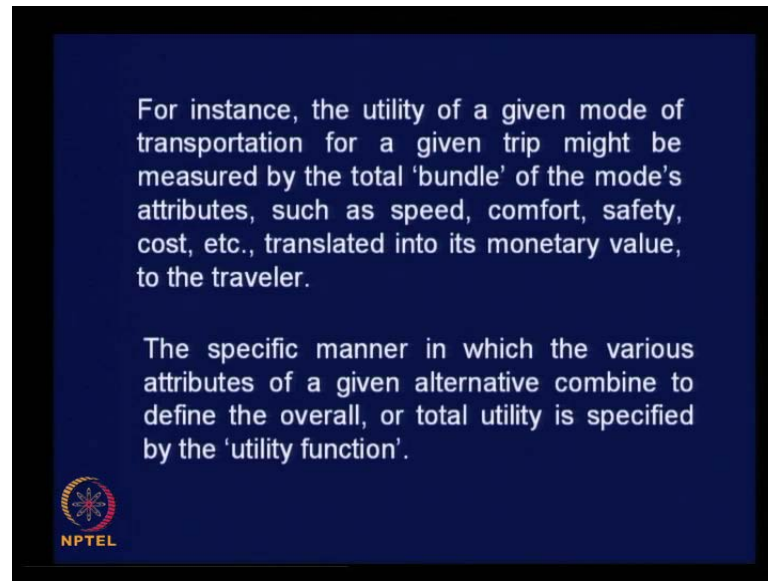 For instance, the utility of a given mode of
transportation for a given trip might be
measured by the total ‘bundle’ of the mode’s
attributes, such as speed, comfort, safety,
cost, etc., translated into its monetary value,
to the traveler.
The specific manner in which the various
attributes of a given alternative combine to
define the overall, or total utility is specified
by the ‘utility function’.
NPTEL